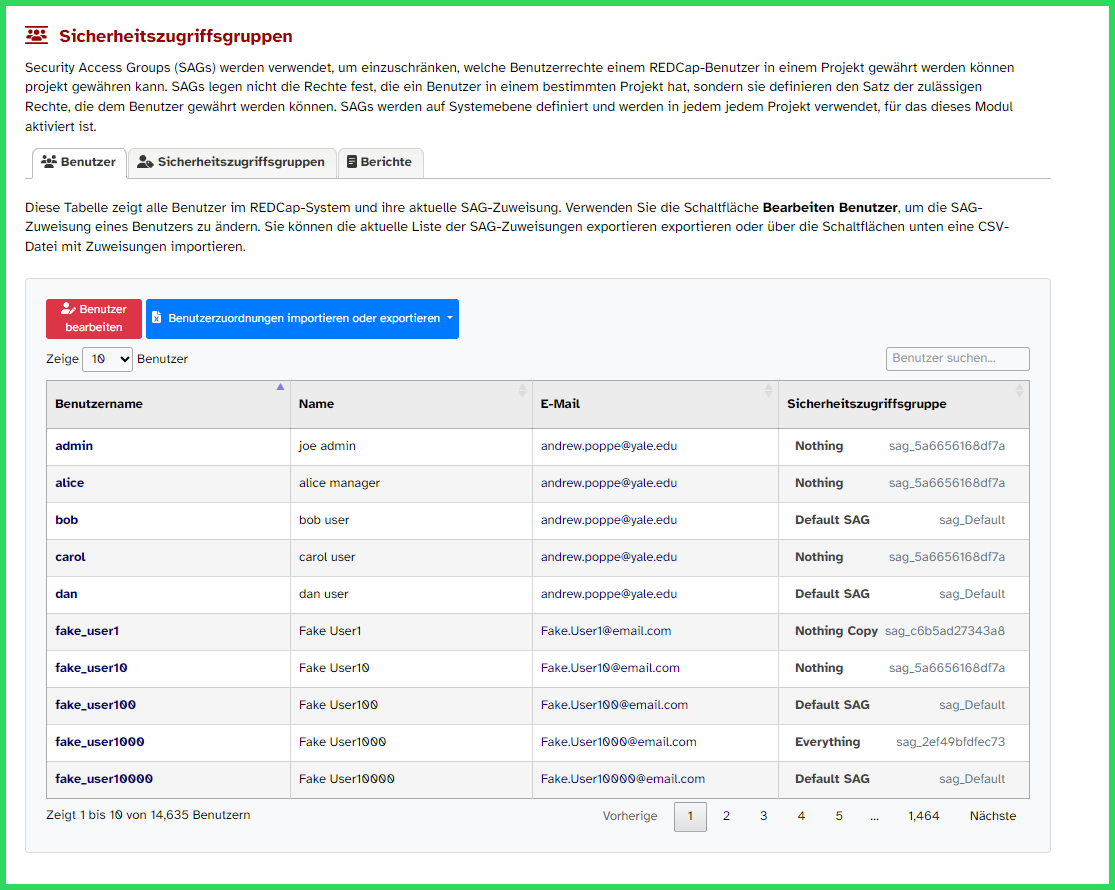 Sicherheitszugriffsgruppen
Security Access Groups (SAGs) werden verwendet, um einzuschränken, welche Benutzerrechte einem REDCap-Benutzer in einem Projekt gewährt werden können
projekt gewähren kann. SAGs legen nicht die Rechte fest, die ein Benutzer in einem bestimmten Projekt hat, sondern sie definieren den Satz der zulässigen
Rechte, die dem Benutzer gewährt werden können. SAGs werden auf Systemebene definiert und werden in jedem jedem Projekt verwendet, für das dieses Modul
aktiviert ist.
Benutzer Sicherheitszugriffsgruppen Berichte
Diese Tabelle zeigt alle Benutzer im REDCap-System und ihre aktuelle SAG-Zuweisung. Verwenden Sie die Schaltfläche Bearbeiten Benutzer, um die SAG-
Zuweisung eines Benutzers zu ändern. Sie können die aktuelle Liste der SAG-Zuweisungen exportieren exportieren oder über die Schaltflächen unten eine CSV-
Datei mit Zuweisungen importieren.
Benutzer
bearbeiten
Benutzerzuordnungen importieren oder exportieren
Zeige 10 Benutzer
Benutzer suchen...
Benutzername Name E-Mail Sicherheitszugriffsgruppe
admin joe admin andrew.poppe@yale.edu Nothing sag_5a6656168df7a
alice alice manager andrew.poppe@yale.edu Nothing sag_5a6656168df7a
bob bob user andrew.poppe@yale.edu Default SAG sag_Default
carol carol user andrew.poppe@yale.edu Nothing sag_5a6656168df7a
dan dan user andrew.poppe@yale.edu Default SAG sag_Default
fake_user1 Fake User1 Fake.User1@email.com Nothing Copy sag_c6b5ad27343a8
fake_user10 Fake User10 Fake.User10@email.com Nothing sag_5a6656168df7a
fake_user100 Fake User100 Fake.User100@email.com Default SAG sag_Default
fake_user1000 Fake User1000 Fake.User1000@email.com Everything sag_2ef49bfdfec73
fake_user10000 Fake User10000 Fake.User10000@email.com Default SAG sag_Default
Zeigt 1 bis 10 von 14,635 Benutzern
Vorherige 1 2 3 4 5 ... 1,464 Nächste